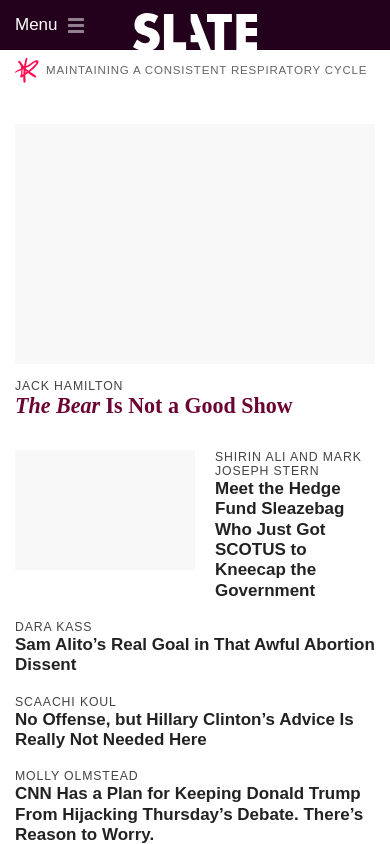 Menu
SLATE
MAINTAINING A CONSISTENT RESPIRATORY CYCLE
JACK HAMILTON
The Bear Is Not a Good Show
SHIRIN ALI AND MARK
JOSEPH STERN
Meet the Hedge
Fund Sleazebag
Who Just Got
SCOTUS to
Kneecap the
Government
DARA KASS
Sam Alito’s Real Goal in That Awful Abortion
Dissent
SCAACHI KOUL
No Offense, but Hillary Clinton’s Advice Is
Really Not Needed Here
MOLLY OLMSTEAD
CNN Has a Plan for Keeping Donald Trump
From Hijacking Thursday’s Debate. There’s
Reason to Worry.